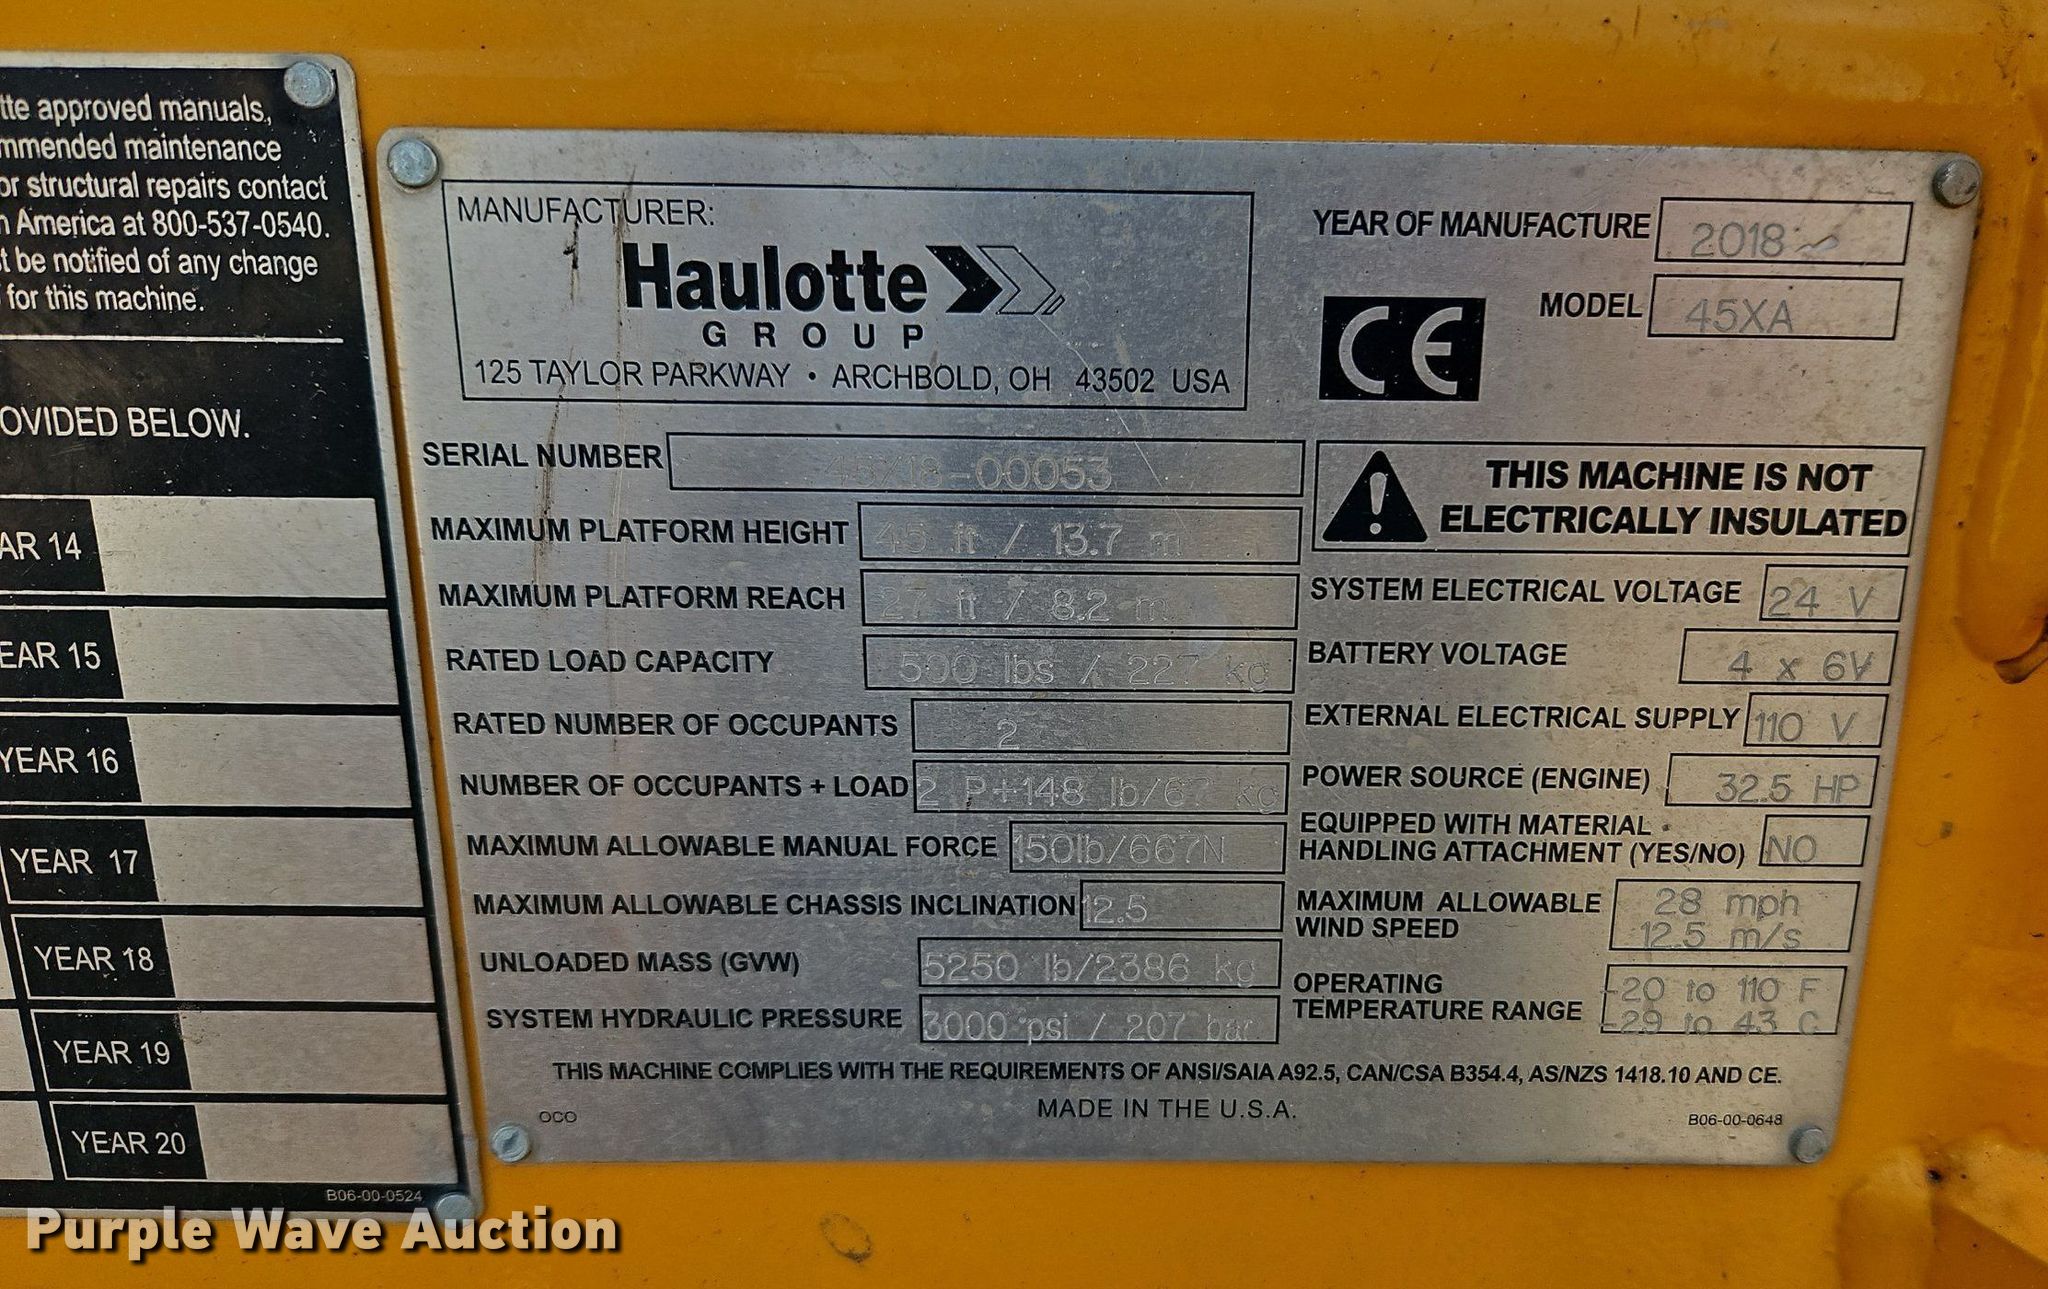 tte approved manuals,
mmended maintenance
or structural repairs contact
n America at 800-537-0540.
t be notified of any change
for this machine.
OVIDED BELOW.
AR 14
EAR 15
YEAR 16
YEAR 17
YEAR 18
YEAR 19
YEAR 20
B06-00-0524
MANUFACTURER:
Haulotte
GROUP
125 TAYLOR PARKWAY • ARCHBOLD, OH 43502 USA
YEAR OF MANUFACTURE 2018
CE
MODEL 45XA
SERIAL NUMBER 45X18-00053
MAXIMUM PLATFORM HEIGHT 45 ft / 13.7 m
MAXIMUM PLATFORM REACH 27 ft / 8.2 m
RATED LOAD CAPACITY 500 lbs / 227 kg
RATED NUMBER OF OCCUPANTS 2
NUMBER OF OCCUPANTS + LOAD 2 P+148 lb/67 kg
MAXIMUM ALLOWABLE MANUAL FORCE 150lb/667N
MAXIMUM ALLOWABLE CHASSIS INCLINATION 12.5
UNLOADED MASS (GVW) 5250 lb/2386 kg
SYSTEM HYDRAULIC PRESSURE 3000 psi / 207 bar
THIS MACHINE IS NOT
ELECTRICALLY INSULATED
SYSTEM ELECTRICAL VOLTAGE 24 V
BATTERY VOLTAGE 4 x 6V
EXTERNAL ELECTRICAL SUPPLY 110 V
POWER SOURCE (ENGINE) 32.5 HP
EQUIPPED WITH MATERIAL
HANDLING ATTACHMENT (YES/NO) NO
MAXIMUM ALLOWABLE 28 mph
WIND SPEED 12.5 m/s
OPERATING -20 to 110 F
TEMPERATURE RANGE -29 to 43 C
THIS MACHINE COMPLIES WITH THE REQUIREMENTS OF ANSI/SAIA A92.5, CAN/CSA B354.4, AS/NZS 1418.10 AND CE.
MADE IN THE U.S.A.
OCO
B06-00-0648
Purple Wave Auction